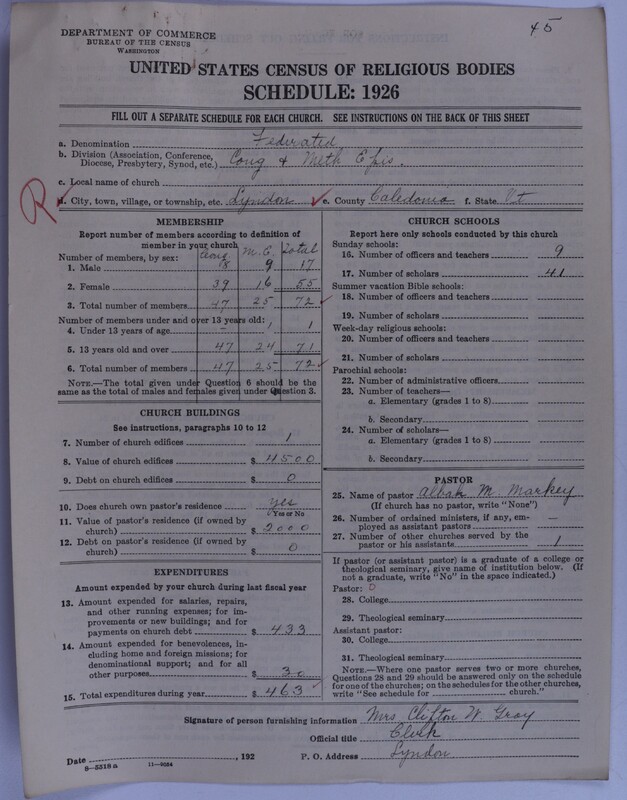 45
DEPARTMENT OF COMMERCE
BUREAU OF THE CENSUS
WASHINGTON
UNITED STATES CENSUS OF RELIGIOUS BODIES
SCHEDULE: 1926
FILL OUT A SEPARATE SCHEDULE FOR EACH CHURCH. SEE INSTRUCTIONS ON THE BACK OF THIS SHEET
a. Denomination Federated
b. Division (Association, Conference, Diocese, Presbytery, Synod, etc.) Cong & Meth Epis.
c. Local name of church
R
d. City, town, village, or township, etc. Lyndon e. County Caledonia f. State Vt
MEMBERSHIP
Report number of members according to definition of member in your church
Number of members, by sex: Cong M.E. Total
1. Male 8 9 17
2. Female 39 16 55
3. Total number of members 47 25 72
Number of members under and over 13 years old:
4. Under 13 years of age - 1 1
5. 13 years old and over 47 24 71
6. Total number of members 47 25 72
NOTE.—The total given under Question 6 should be the same as the total of males and females given under Question 3.
CHURCH BUILDINGS
See instructions, paragraphs 10 to 12
7. Number of church edifices 1
8. Value of church edifices $ 4500
9. Debt on church edifices $ 0
10. Does church own pastor's residence? yes
Yes or No
11. Value of pastor's residence (if owned by church) $ 2000
12. Debt on pastor's residence (if owned by church) $ 0
EXPENDITURES
Amount expended by your church during last fiscal year
13. Amount expended for salaries, repairs, and other running expenses; for improvements or new buildings; and for payments on church debt $ 433
14. Amount expended for benevolences, including home and foreign missions; for denominational support; and for all other purposes $ 30
15. Total expenditures during year $ 463
CHURCH SCHOOLS
Report here only schools conducted by this church
Sunday schools:
16. Number of officers and teachers 9
17. Number of scholars 41
Summer vacation Bible schools:
18. Number of officers and teachers
19. Number of scholars
Week-day religious schools:
20. Number of officers and teachers
21. Number of scholars
Parochial schools:
22. Number of administrative officers
23. Number of teachers—
a. Elementary (grades 1 to 8)
b. Secondary
24. Number of scholars—
a. Elementary (grades 1 to 8)
b. Secondary
PASTOR
25. Name of pastor Albah M. Markey
(If church has no pastor, write "None")
26. Number of ordained ministers, if any, employed as assistant pastors —
27. Number of other churches served by the pastor or his assistants 1
If pastor (or assistant pastor) is a graduate of a college or theological seminary, give name of institution below. (If not a graduate, write "No" in the space indicated.)
Pastor: 0
28. College
29. Theological seminary
Assistant pastor:
30. College
31. Theological seminary
NOTE.—Where one pastor serves two or more churches, Questions 28 and 29 should be answered only on the schedule for one of the churches; on the schedules for the other churches, write "See schedule for church."
Signature of person furnishing information Mrs. Clifton W. Gray
Official title Clerk
Date , 192 P. O. Address Lyndon
8-5518 a 11-9034